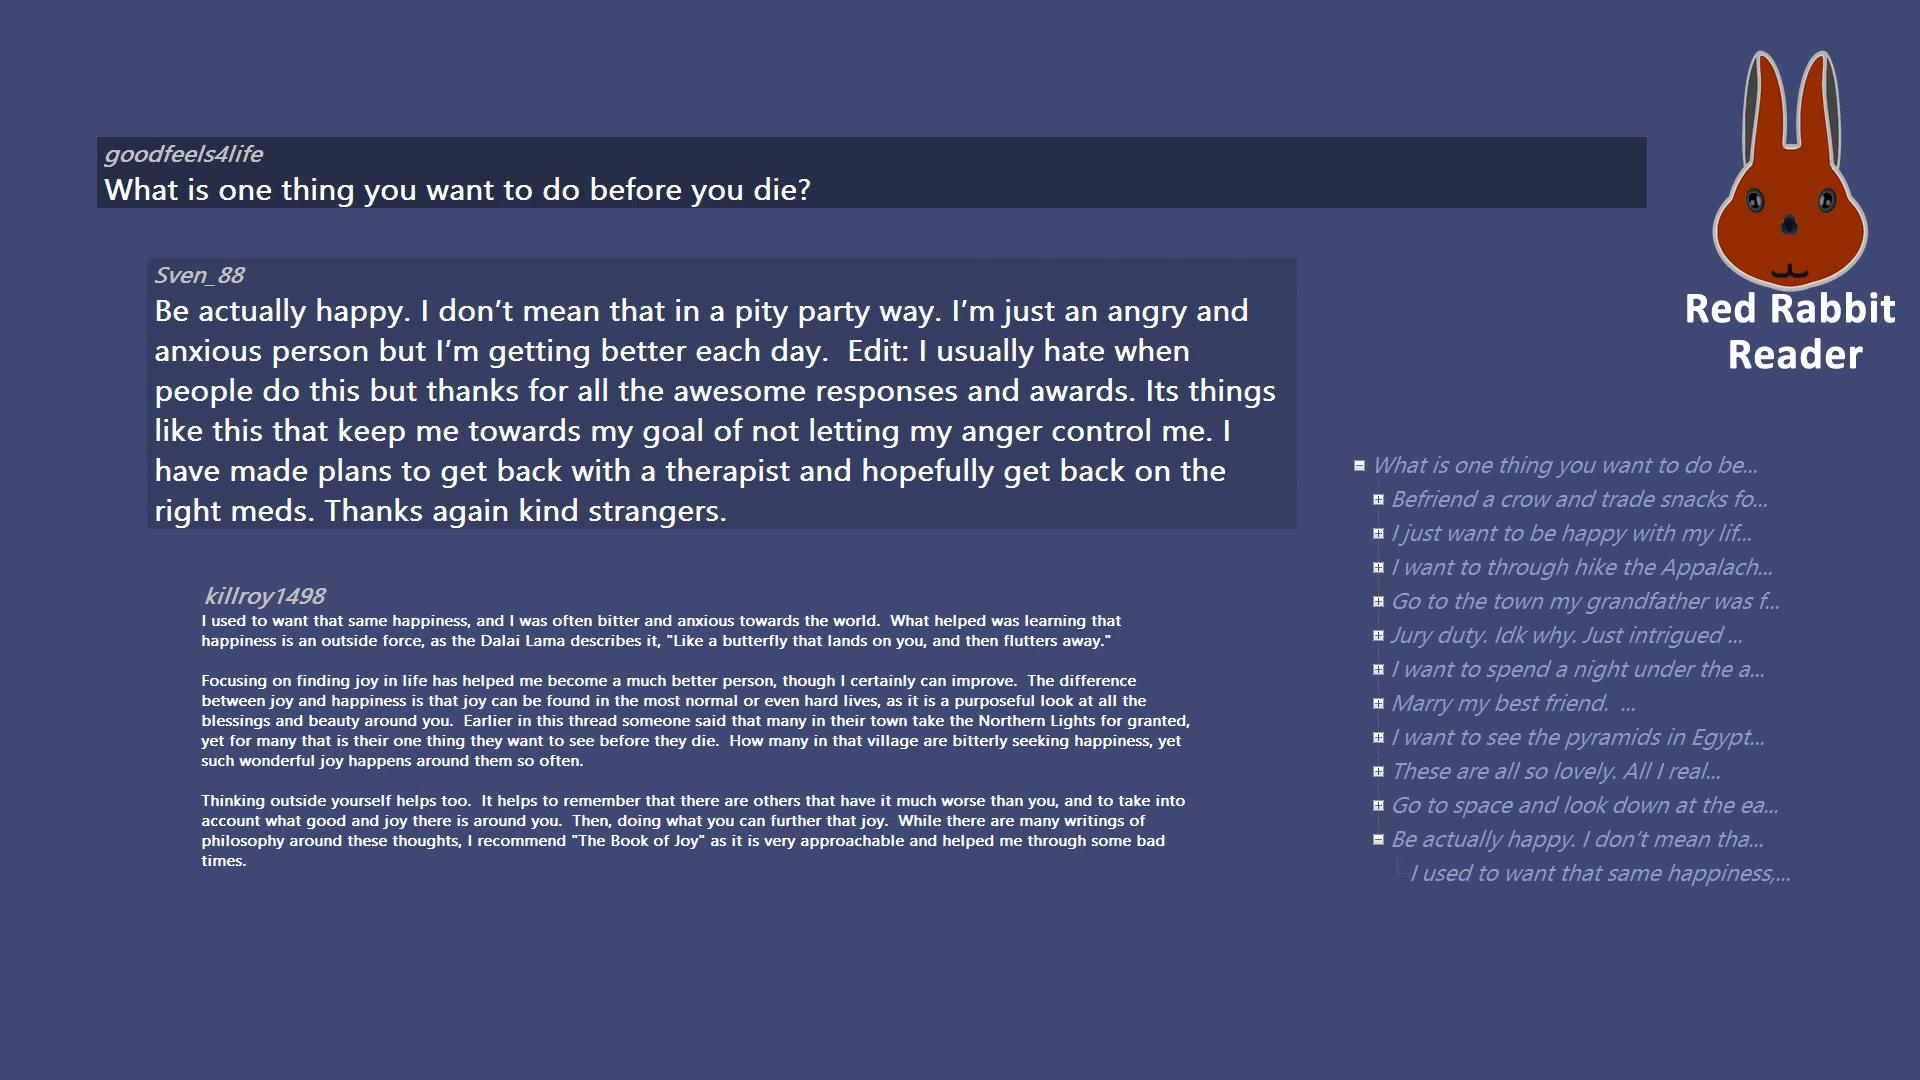 goodfeels4life
What is one thing you want to do before you die?
Sven_88
Be actually happy. I don’t mean that in a pity party way. I’m just an angry and
anxious person but I’m getting better each day.  Edit: I usually hate when
people do this but thanks for all the awesome responses and awards. Its things
like this that keep me towards my goal of not letting my anger control me. I
have made plans to get back with a therapist and hopefully get back on the
right meds. Thanks again kind strangers.
killroy1498
I used to want that same happiness, and I was often bitter and anxious towards the world.  What helped was learning that
happiness is an outside force, as the Dalai Lama describes it, "Like a butterfly that lands on you, and then flutters away."
Focusing on finding joy in life has helped me become a much better person, though I certainly can improve.  The difference
between joy and happiness is that joy can be found in the most normal or even hard lives, as it is a purposeful look at all the
blessings and beauty around you.  Earlier in this thread someone said that many in their town take the Northern Lights for granted,
yet for many that is their one thing they want to see before they die.  How many in that village are bitterly seeking happiness, yet
such wonderful joy happens around them so often.
Thinking outside yourself helps too.  It helps to remember that there are others that have it much worse than you, and to take into
account what good and joy there is around you.  Then, doing what you can further that joy.  While there are many writings of
philosophy around these thoughts, I recommend "The Book of Joy" as it is very approachable and helped me through some bad
times.
Red Rabbit
Reader
What is one thing you want to do be...
Befriend a crow and trade snacks fo...
I just want to be happy with my lif...
I want to through hike the Appalach...
Go to the town my grandfather was f...
Jury duty. Idk why. Just intrigued ...
I want to spend a night under the a...
Marry my best friend.  ...
I want to see the pyramids in Egypt...
These are all so lovely. All I real...
Go to space and look down at the ea...
Be actually happy. I don’t mean tha...
I used to want that same happiness,...